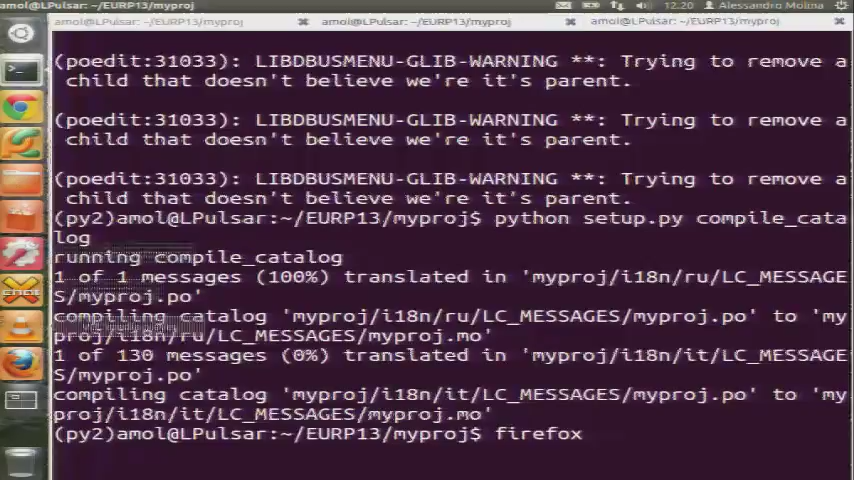 amol@LPulsar: ~/EURP13/myproj
12.20 Alessandro Molina
amol@LPulsar: ~/EURP13/myproj amol@LPulsar: ~/EURP13/myproj amol@LPulsar: ~/EURP13/myproj
(poedit:31033): LIBDBUSMENU-GLIB-WARNING **: Trying to remove a
child that doesn't believe we're it's parent.
(poedit:31033): LIBDBUSMENU-GLIB-WARNING **: Trying to remove a
child that doesn't believe we're it's parent.
(poedit:31033): LIBDBUSMENU-GLIB-WARNING **: Trying to remove a
child that doesn't believe we're it's parent.
(py2)amol@LPulsar:~/EURP13/myproj$ python setup.py compile_cata
log
running compile_catalog
1 of 1 messages (100%) translated in 'myproj/i18n/ru/LC_MESSAGE
S/myproj.po'
compiling catalog 'myproj/i18n/ru/LC_MESSAGES/myproj.po' to 'my
proj/i18n/ru/LC_MESSAGES/myproj.mo'
1 of 130 messages (0%) translated in 'myproj/i18n/it/LC_MESSAGE
S/myproj.po'
compiling catalog 'myproj/i18n/it/LC_MESSAGES/myproj.po' to 'my
proj/i18n/it/LC_MESSAGES/myproj.mo'
(py2)amol@LPulsar:~/EURP13/myproj$ firefox